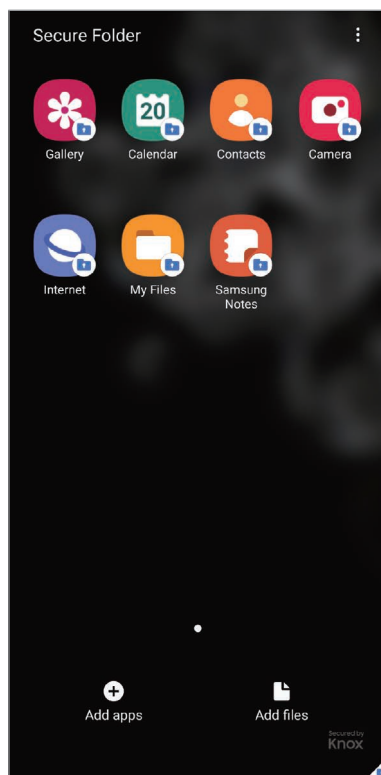 Secure Folder
20
Gallery Calendar Contacts Camera
Internet My Files Samsung
Notes
Add apps Add files
Secured by
Knox